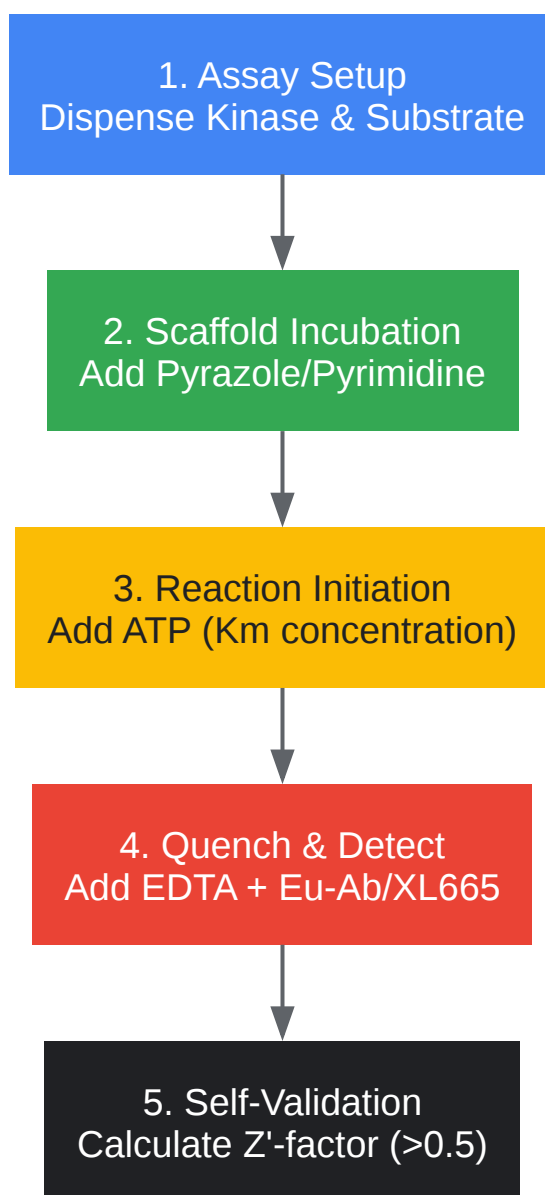 1. Assay Setup
Dispense Kinase & Substrate
2. Scaffold Incubation
Add Pyrazole/Pyrimidine
3. Reaction Initiation
Add ATP (Km concentration)
4. Quench & Detect
Add EDTA + Eu-Ab/XL665
5. Self-Validation
Calculate Z'-factor (>0.5)